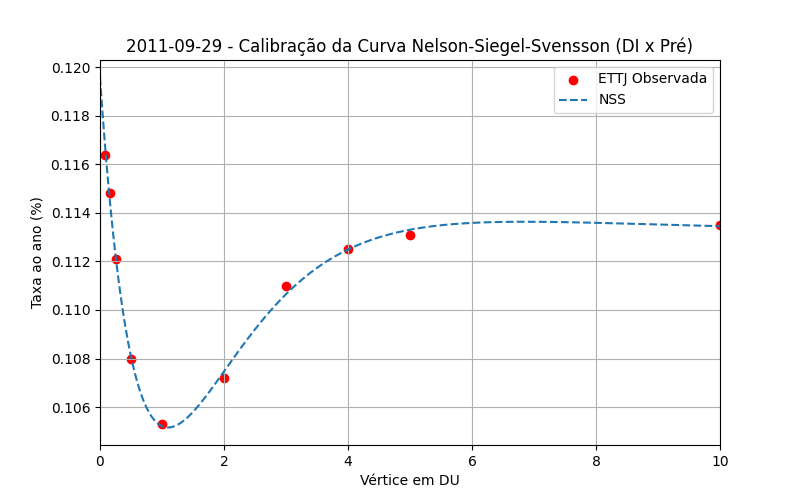 2011-09-29 - Calibração da Curva Nelson-Siegel-Svensson (DI x Pré)
ETTJ Observada
NSS
Taxa ao ano (%)
0.120
0.118
0.116
0.114
0.112
0.110
0.108
0.106
0 2 4 6 8 10
Vértice em DU